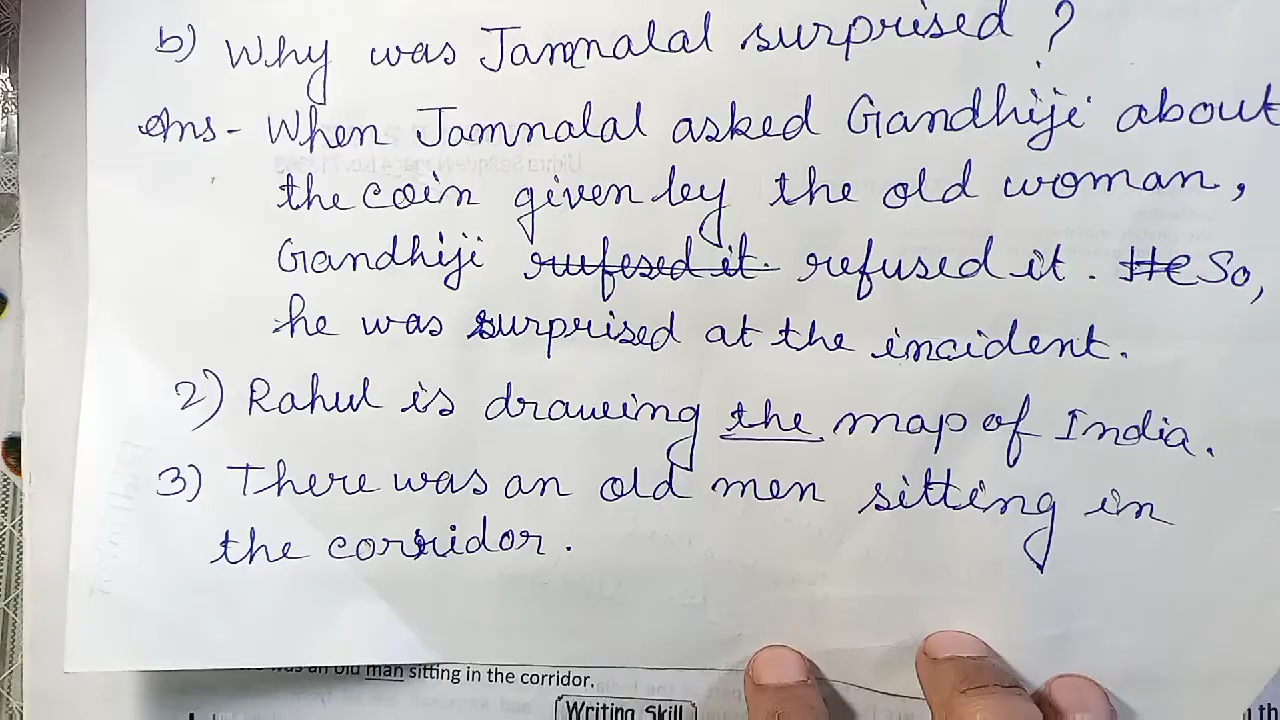 b) Why was Jamnalal surprised ?
Ans - When Jamnalal asked Gandhiji about
the coin given by the old woman,
Gandhiji rufesed it. refused it. He So,
he was surprised at the incident.
2) Rahul is drawing the map of India.
3) There was an old men sitting in
the corridor.
was an old man sitting in the corridor.
Writing Skill